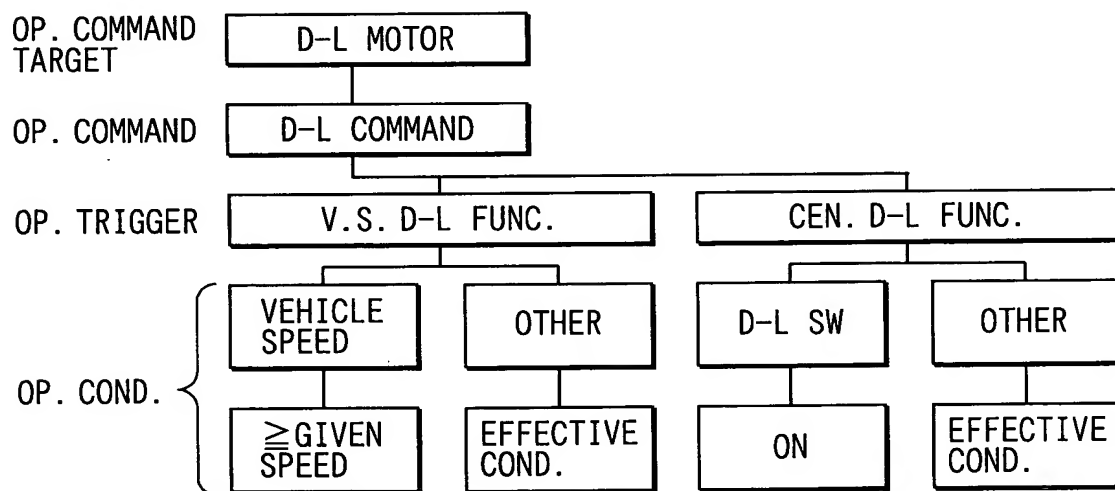 OP. COMMAND
TARGET
D-L MOTOR
OP. COMMAND
D-L COMMAND
OP. TRIGGER
V.S. D-L FUNC.
CEN. D-L FUNC.
OP. COND.
VEHICLE
SPEED
OTHER
D-L SW
OTHER
≧GIVEN
SPEED
EFFECTIVE
COND.
ON
EFFECTIVE
COND.